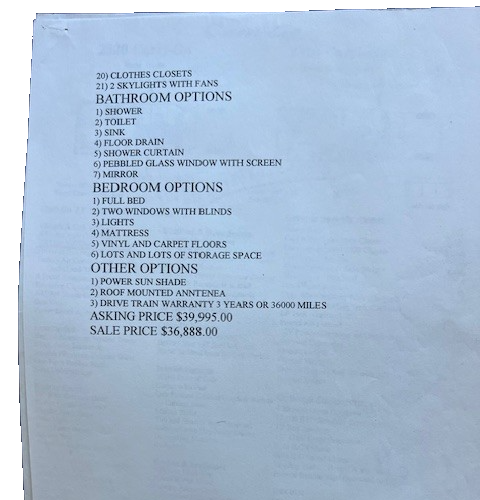 20) CLOTHES CLOSETS
21) 2 SKYLIGHTS WITH FANS
BATHROOM OPTIONS
1) SHOWER
2) TOILET
3) SINK
4) FLOOR DRAIN
5) SHOWER CURTAIN
6) PEBBLED GLASS WINDOW WITH SCREEN
7) MIRROR
BEDROOM OPTIONS
1) FULL BED
2) TWO WINDOWS WITH BLINDS
3) LIGHTS
4) MATTRESS
5) VINYL AND CARPET FLOORS
6) LOTS AND LOTS OF STORAGE SPACE
OTHER OPTIONS
1) POWER SUN SHADE
2) ROOF MOUNTED ANNTENEA
3) DRIVE TRAIN WARRANTY 3 YEARS OR 36000 MILES
ASKING PRICE $39,995.00
SALE PRICE $36,888.00